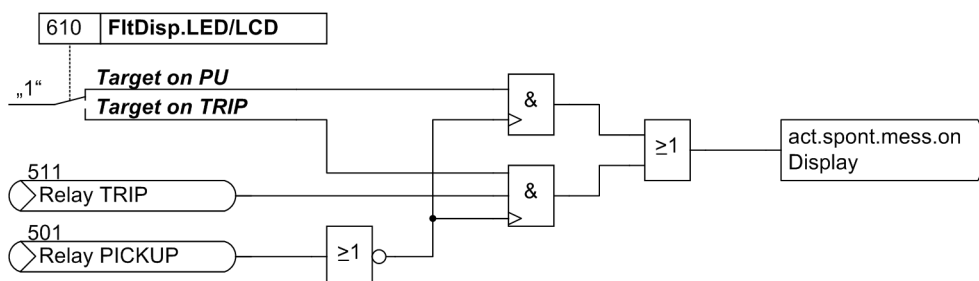 610 FltDisp.LED/LCD
„1“
Target on PU
Target on TRIP
&
≥1
act.spont.mess.on
Display
511
Relay TRIP
&
501
Relay PICKUP
≥1